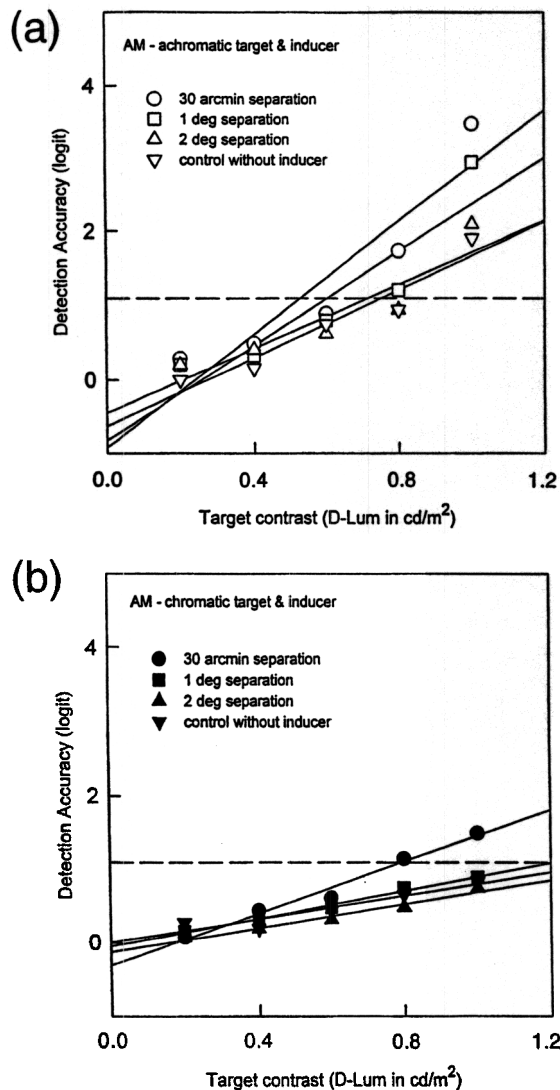 (a)
AM - achromatic target & inducer
30 arcmin separation
1 deg separation
2 deg separation
control without inducer
Detection Accuracy (logit)
4
2
0
0.0 0.4 0.8 1.2
Target contrast (D-Lum in cd/m²)
(b)
AM - chromatic target & inducer
30 arcmin separation
1 deg separation
2 deg separation
control without inducer
Detection Accuracy (logit)
4
2
0
0.0 0.4 0.8 1.2
Target contrast (D-Lum in cd/m²)